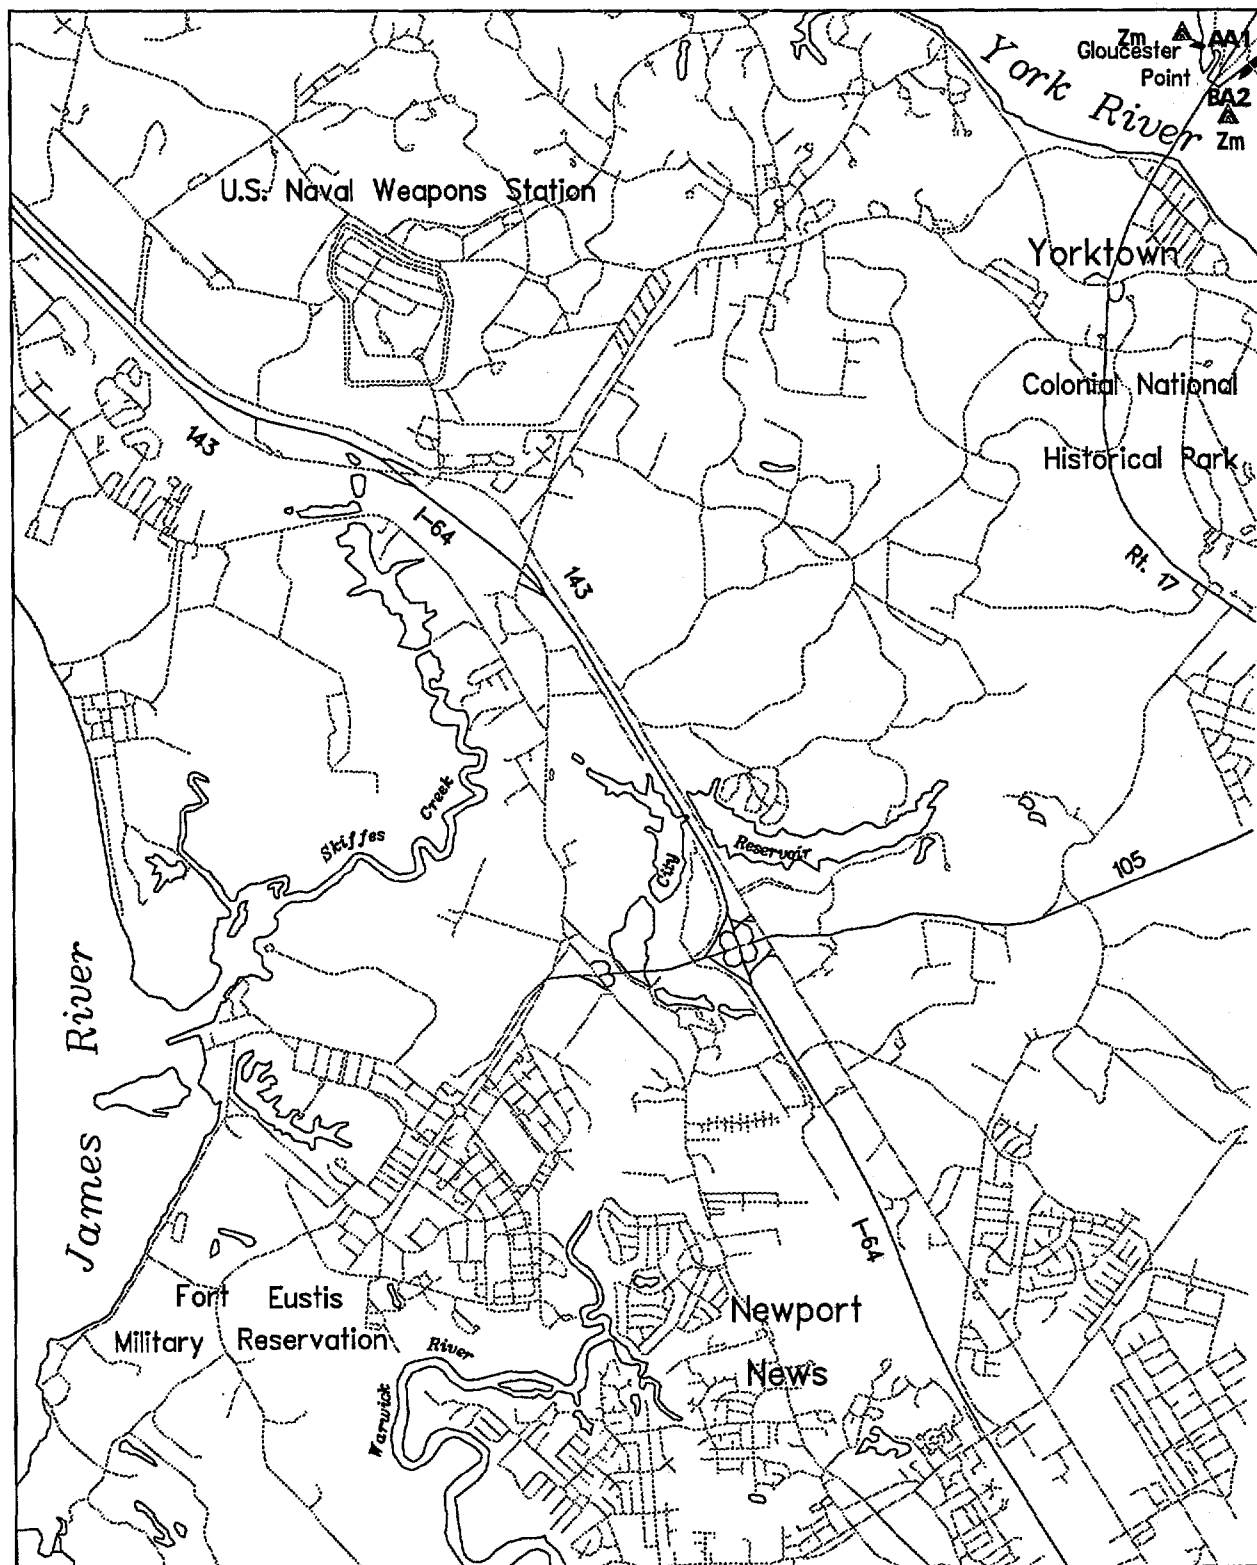 Zm AA1
Gloucester
Point
BA2
Zm
York River
U.S. Naval Weapons Station
Yorktown
Colonial National
Historical Park
143
I-64
143
Rt. 17
Skiffes Creek
City Reservoir
105
James River
I-64
Fort Eustis
Military Reservation
Newport
News
Warwick River